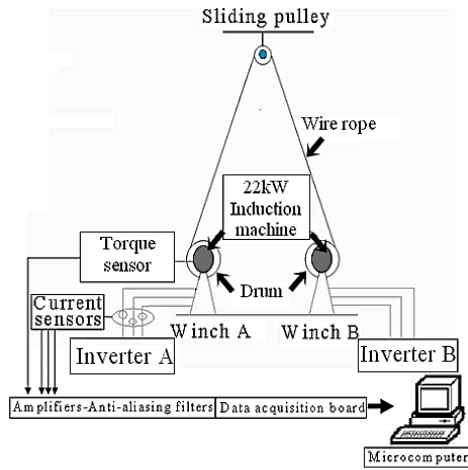 Sliding pulley
Wire rope
22kW
Induction
machine
Torque
sensor
Drum
Current
sensors
Winch A
Winch B
Inverter A
Inverter B
Amplifiers-Anti-aliasing filters
Data acquisition board
Microcomputer